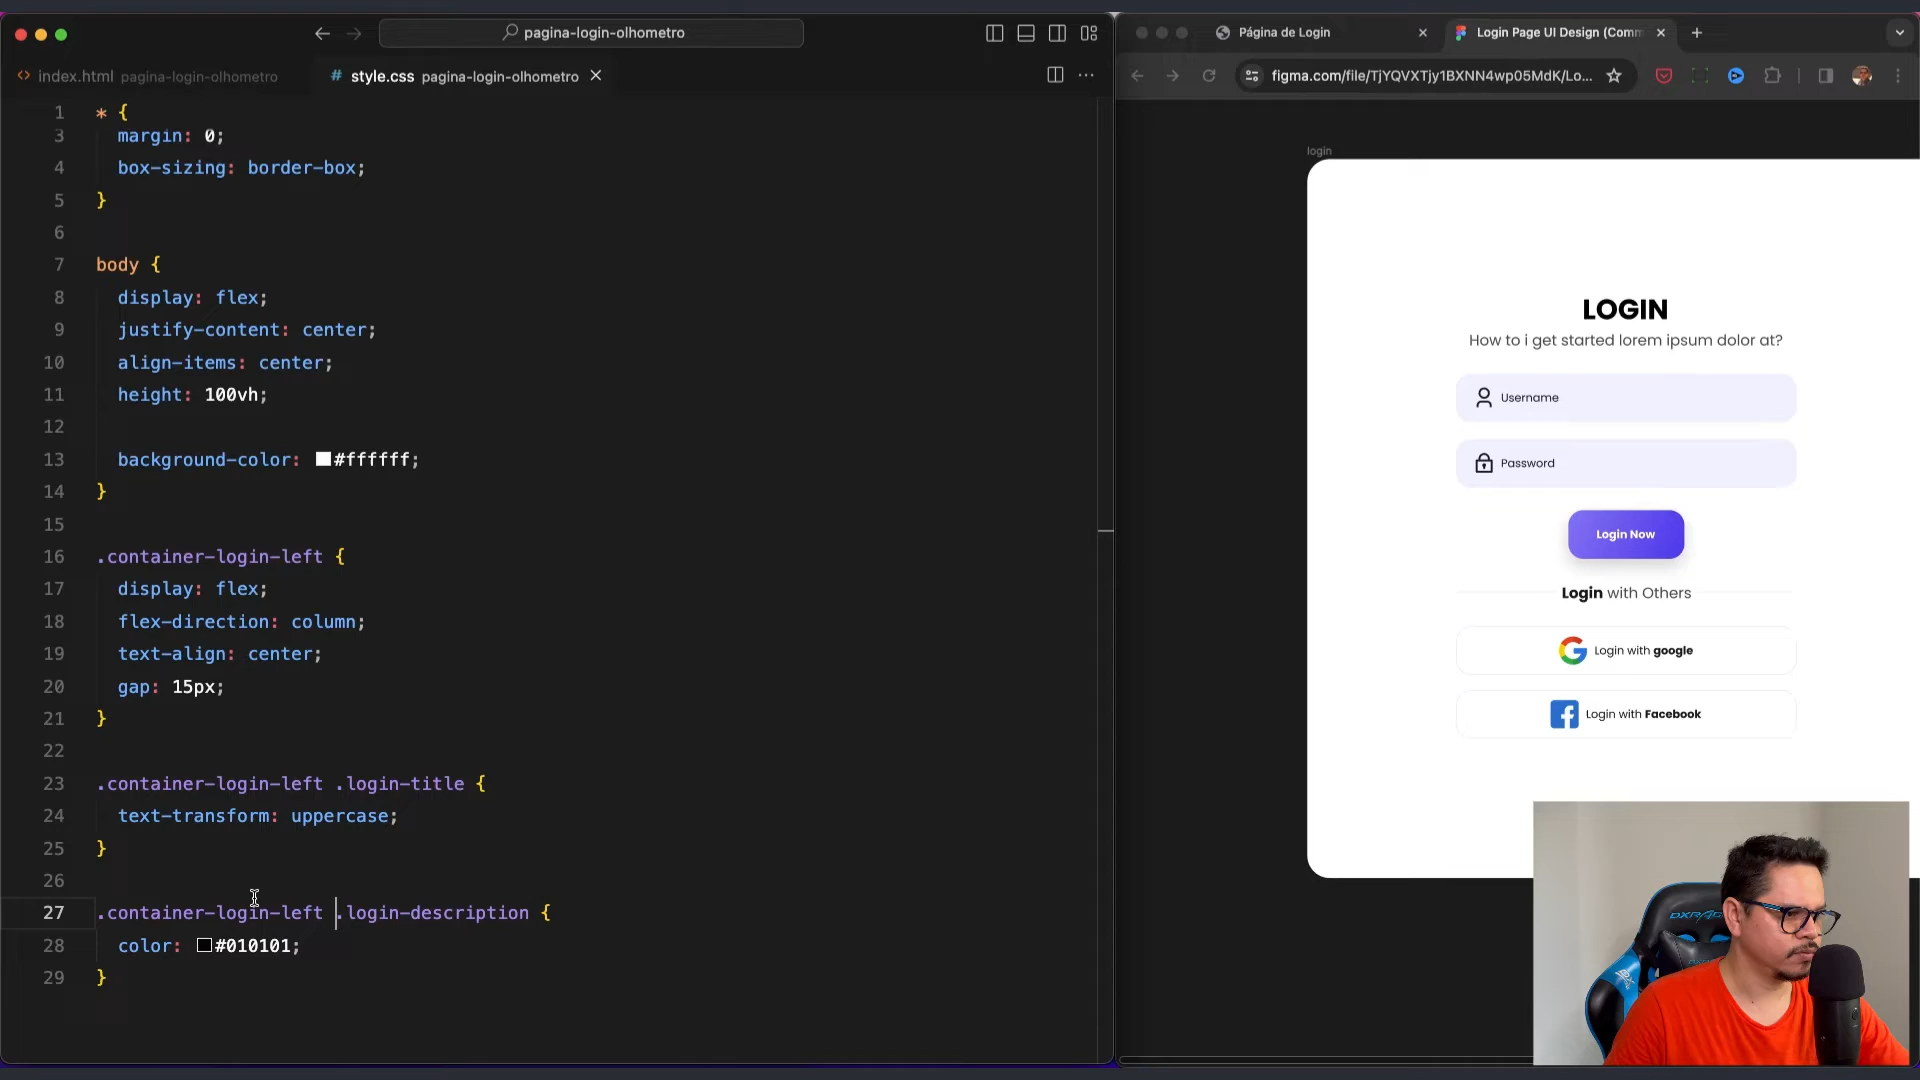 pagina-login-olhometro
index.html pagina-login-olhometro
# style.css pagina-login-olhometro
1 * {
3 margin: 0;
4 box-sizing: border-box;
5 }
6
7 body {
8 display: flex;
9 justify-content: center;
10 align-items: center;
11 height: 100vh;
12
13 background-color: #ffffff;
14 }
15
16 .container-login-left {
17 display: flex;
18 flex-direction: column;
19 text-align: center;
20 gap: 15px;
21 }
22
23 .container-login-left .login-title {
24 text-transform: uppercase;
25 }
26
27 .container-login-left .login-description {
28 color: #010101;
29 }
Página de Login
Login Page UI Design (Comm
figma.com/file/TjYQVXTjy1BXNN4wp05MdK/Lo...
login
LOGIN
How to i get started lorem ipsum dolor at?
Username
Password
Login Now
Login with Others
Login with google
Login with Facebook